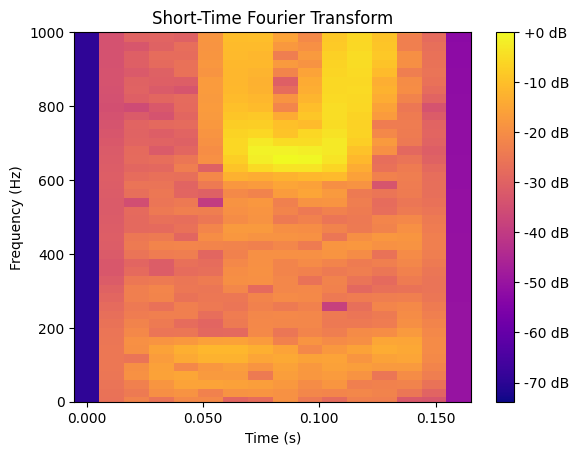 Short-Time Fourier Transform
1000
800
600
400
200
0
Frequency (Hz)
0.000
0.050
0.100
0.150
Time (s)
+0 dB
-10 dB
-20 dB
-30 dB
-40 dB
-50 dB
-60 dB
-70 dB